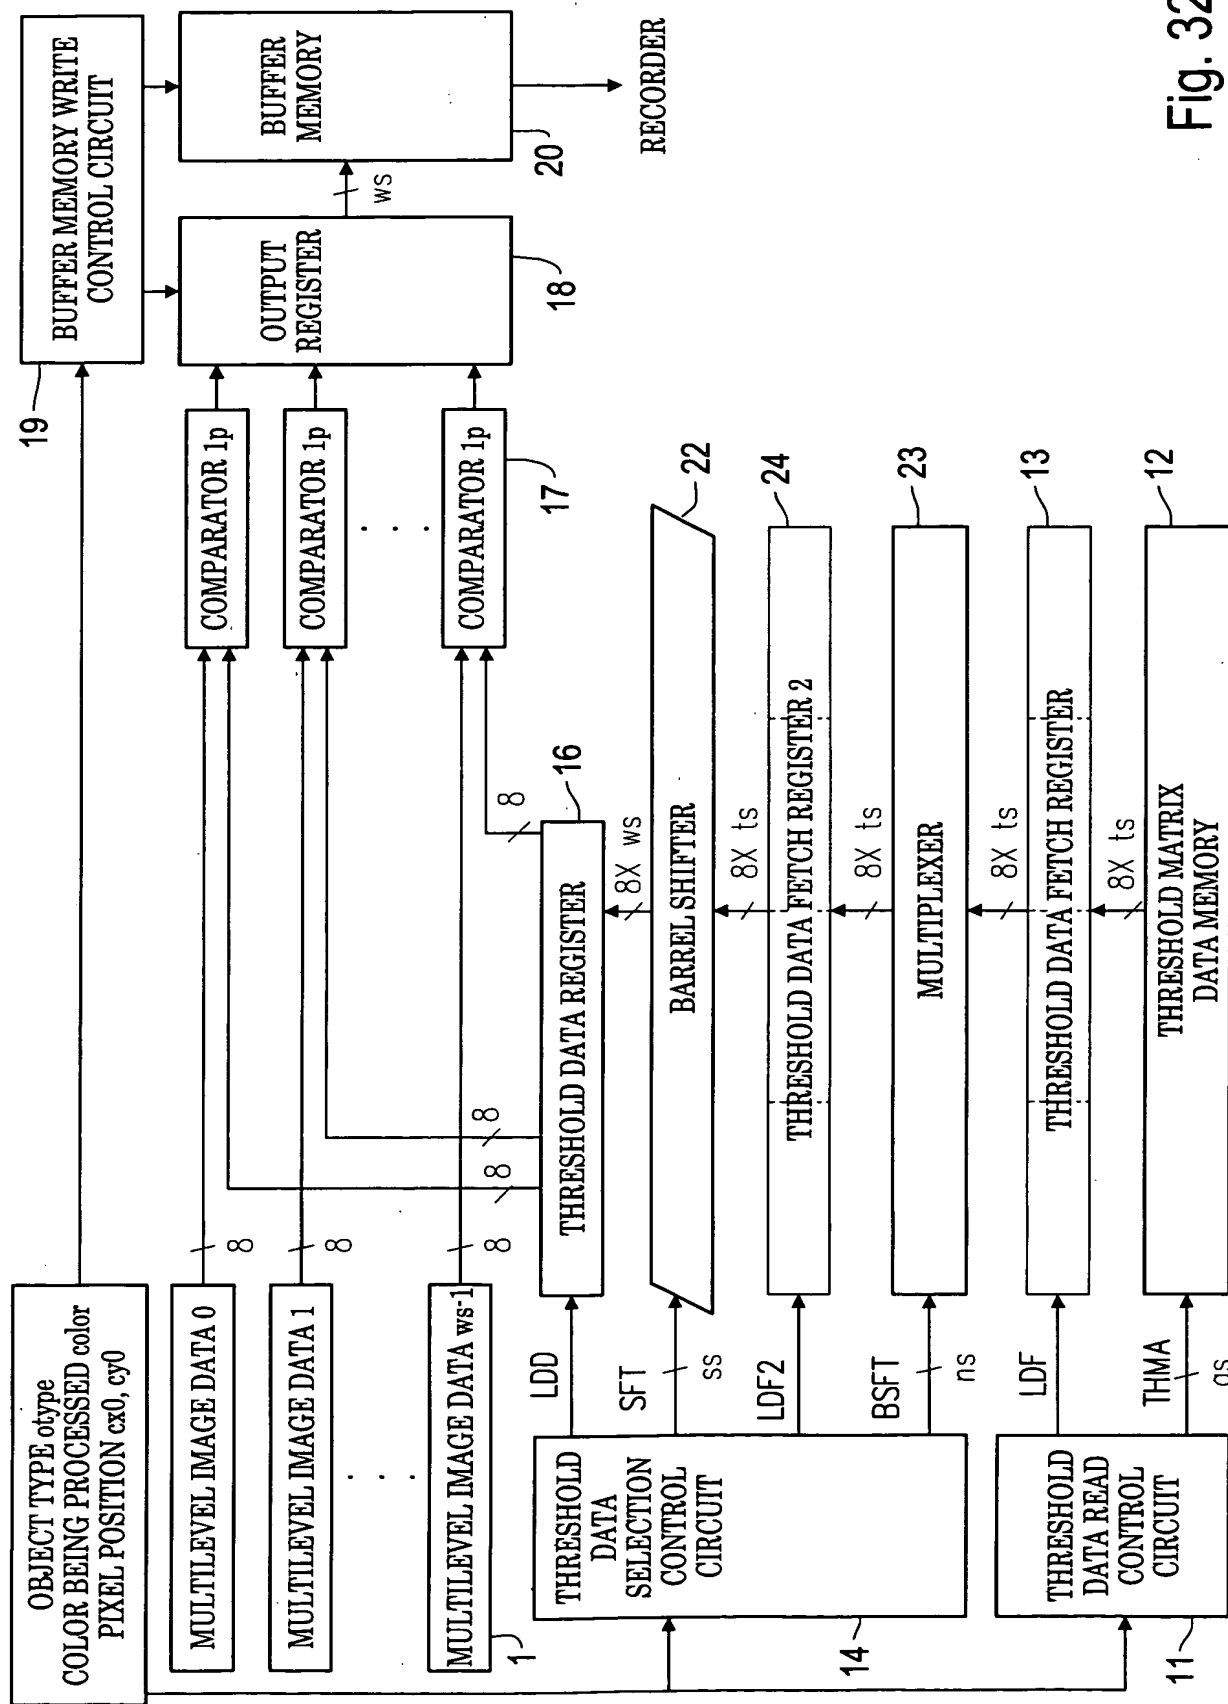 OBJECT TYPE otype
COLOR BEING PROCESSED color
PIXEL POSITION cx0, cy0
19
BUFFER MEMORY WRITE
CONTROL CIRCUIT
MULTILEVEL IMAGE DATA 0
8
COMPARATOR 1p
MULTILEVEL IMAGE DATA 1
8
COMPARATOR 1p
. . . .
. . . .
MULTILEVEL IMAGE DATA ws-1
8
COMPARATOR 1p
1
17
OUTPUT
REGISTER
18
ws
BUFFER
MEMORY
20
RECORDER
8
8
8
LDD
THRESHOLD DATA REGISTER
16
8X ws
SFT
ss
BARREL SHIFTER
22
8X ts
THRESHOLD
DATA
SELECTION
CONTROL
CIRCUIT
14
LDF2
THRESHOLD DATA FETCH REGISTER 2
24
8X ts
BSFT
ns
MULTIPLEXER
23
8X ts
LDF
THRESHOLD DATA FETCH REGISTER
13
8X ts
THRESHOLD
DATA READ
CONTROL
CIRCUIT
11
THMA
as
THRESHOLD MATRIX
DATA MEMORY
12
Fig. 32